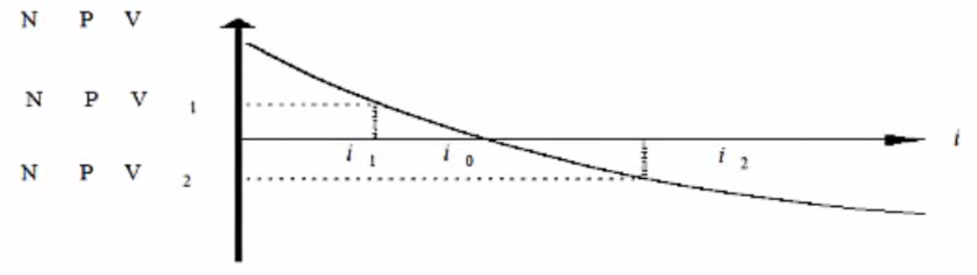 N P V
N P V 1
i
i 1 i 0 i 2
N P V 2